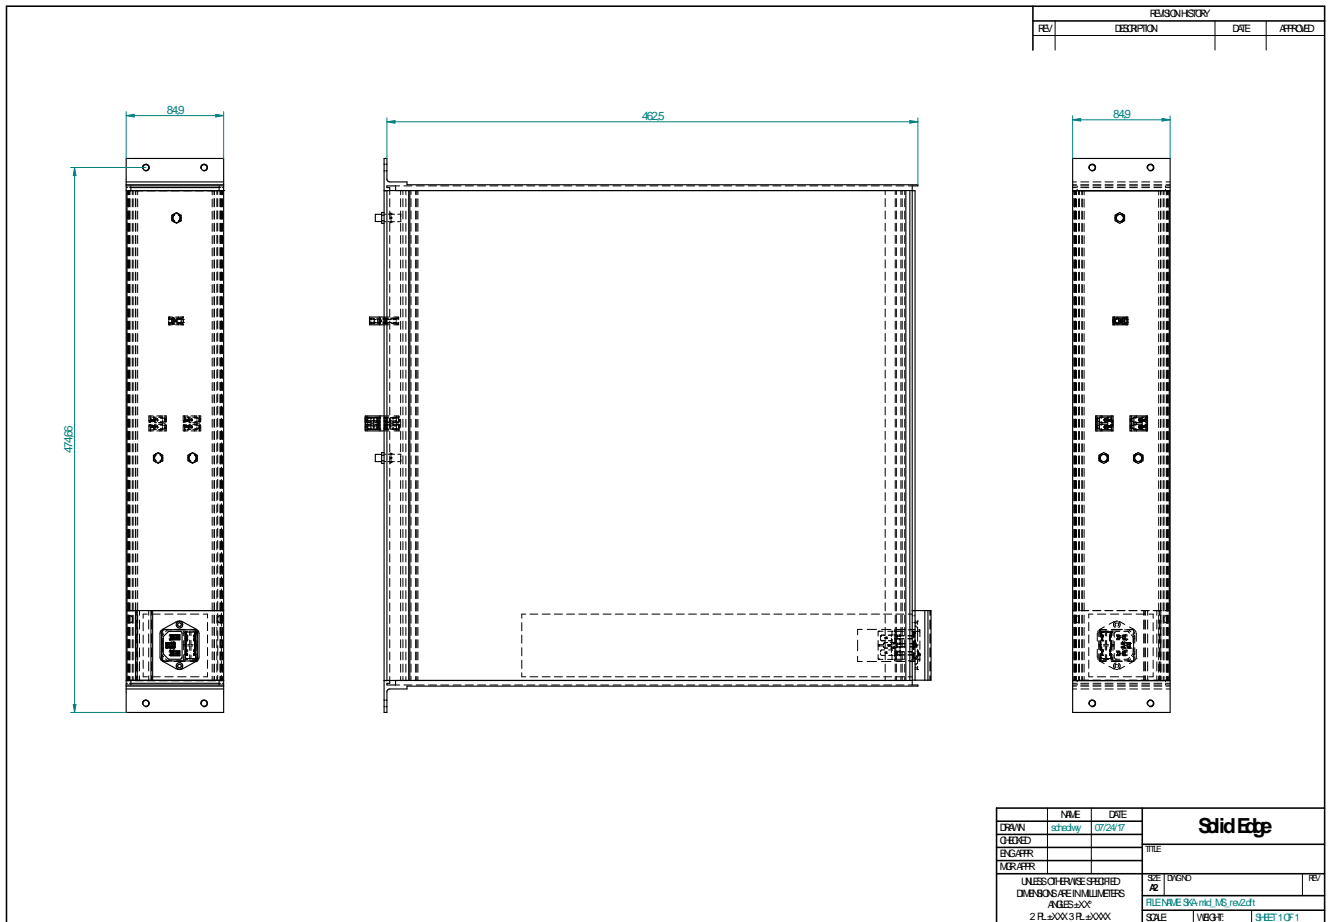 REVISION HISTORY
REV DESCRIPTION DATE APPROVED
84,9
462,5
84,9
474,66
NAME DATE
DRAWN schediwy 07/24/17
CHECKED
ENG APPR
MGR APPR
Solid Edge
TITLE
UNLESS OTHERWISE SPECIFIED
DIMENSIONS ARE IN MILLIMETERS
ANGLES ±XX°
2 PL ±XXX 3 PL ±XXXX
SIZE DWG NO REV
A2
FILE NAME: SKA-mid_MS_rev2.dft
SCALE: WEIGHT: SHEET 1 OF 1